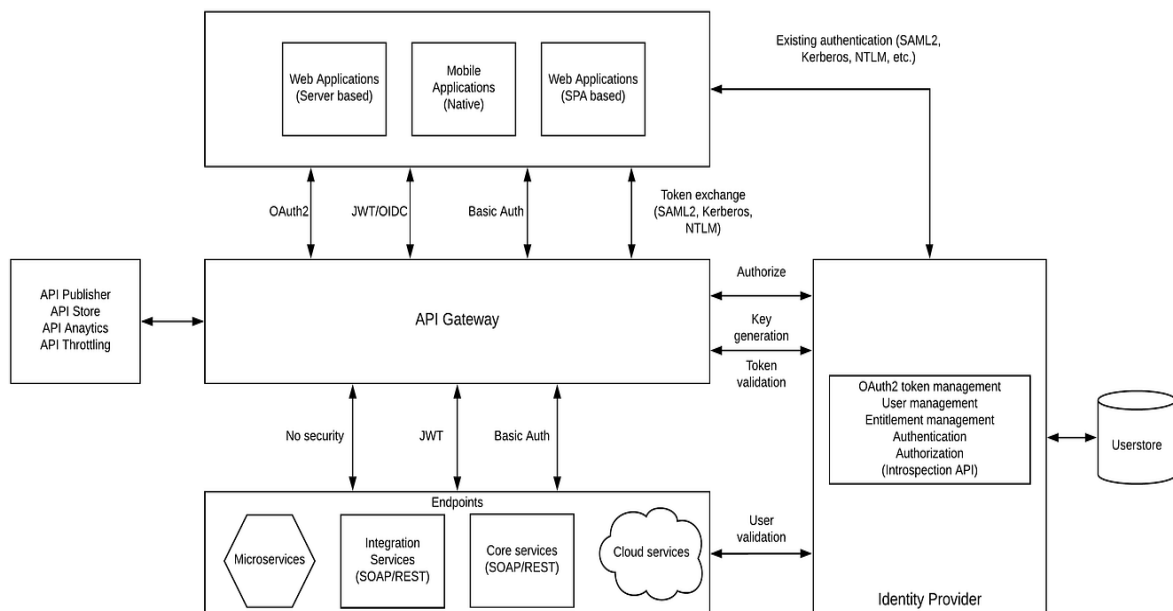 Existing authentication (SAML2,
Kerberos, NTLM, etc.)
Web Applications
(Server based)
Mobile
Applications
(Native)
Web Applications
(SPA based)
OAuth2
JWT/OIDC
Basic Auth
Token exchange
(SAML2, Kerberos,
NTLM)
API Publisher
API Store
API Anaytics
API Throttling
API Gateway
Authorize
Key
generation
Token
validation
OAuth2 token management
User management
Entitlement management
Authentication
Authorization
(Introspection API)
Userstore
No security
JWT
Basic Auth
Endpoints
Microservices
Integration
Services
(SOAP/REST)
Core services
(SOAP/REST)
Cloud services
User
validation
Identity Provider